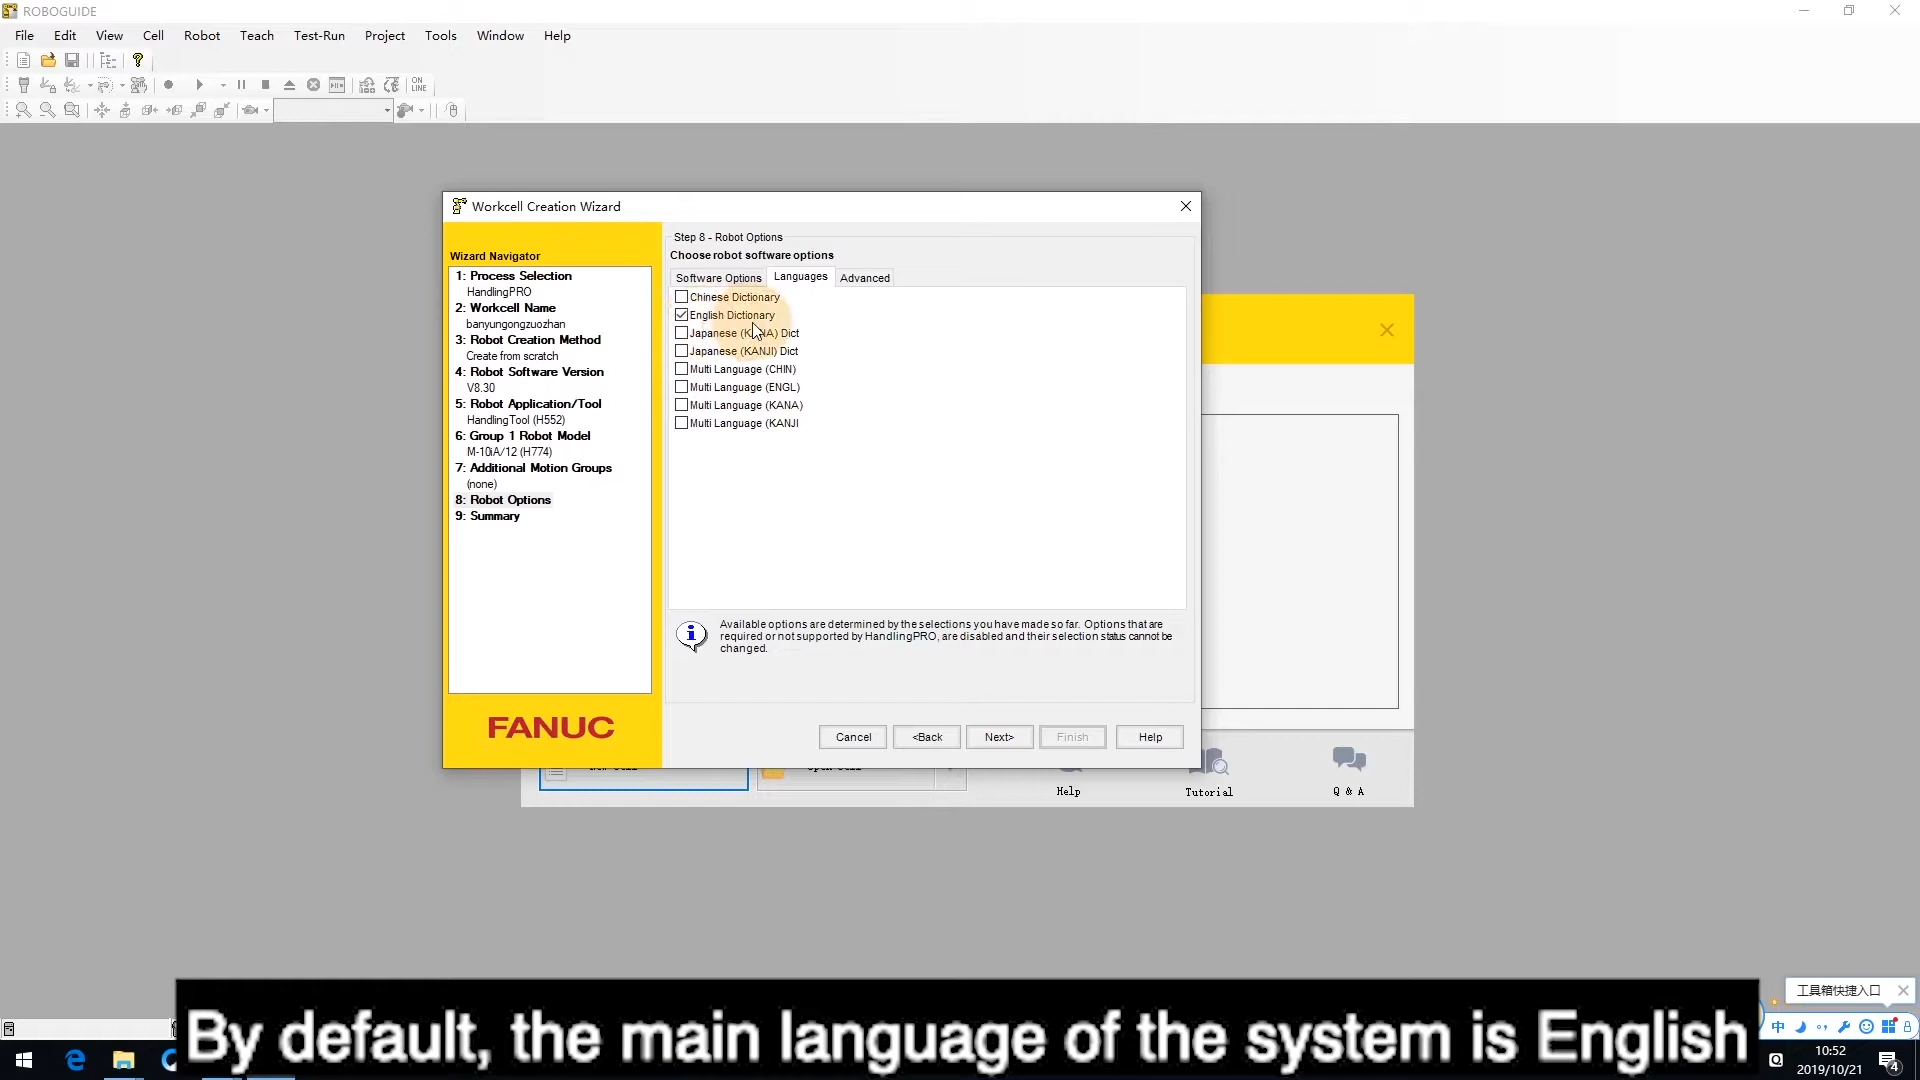 ROBOGUIDE
File Edit View Cell Robot Teach Test-Run Project Tools Window Help
ON
LINE
Workcell Creation Wizard
Wizard Navigator
1: Process Selection
HandlingPRO
2: Workcell Name
banyungongzuozhan
3: Robot Creation Method
Create from scratch
4: Robot Software Version
V8.30
5: Robot Application/Tool
HandlingTool (H552)
6: Group 1 Robot Model
M-10iA/12 (H774)
7: Additional Motion Groups
(none)
8: Robot Options
9: Summary
FANUC
Step 8 - Robot Options
Choose robot software options
Software Options Languages Advanced
Chinese Dictionary
English Dictionary
Japanese (KANA) Dict
Japanese (KANJI) Dict
Multi Language (CHIN)
Multi Language (ENGL)
Multi Language (KANA)
Multi Language (KANJI
Available options are determined by the selections you have made so far. Options that are
required or not supported by HandlingPRO, are disabled and their selection status cannot be
changed.
Cancel <Back Next> Finish Help
Help Tutorial Q & A
工具箱快捷入口
By default, the main language of the system is English
中
10:52
2019/10/21
4